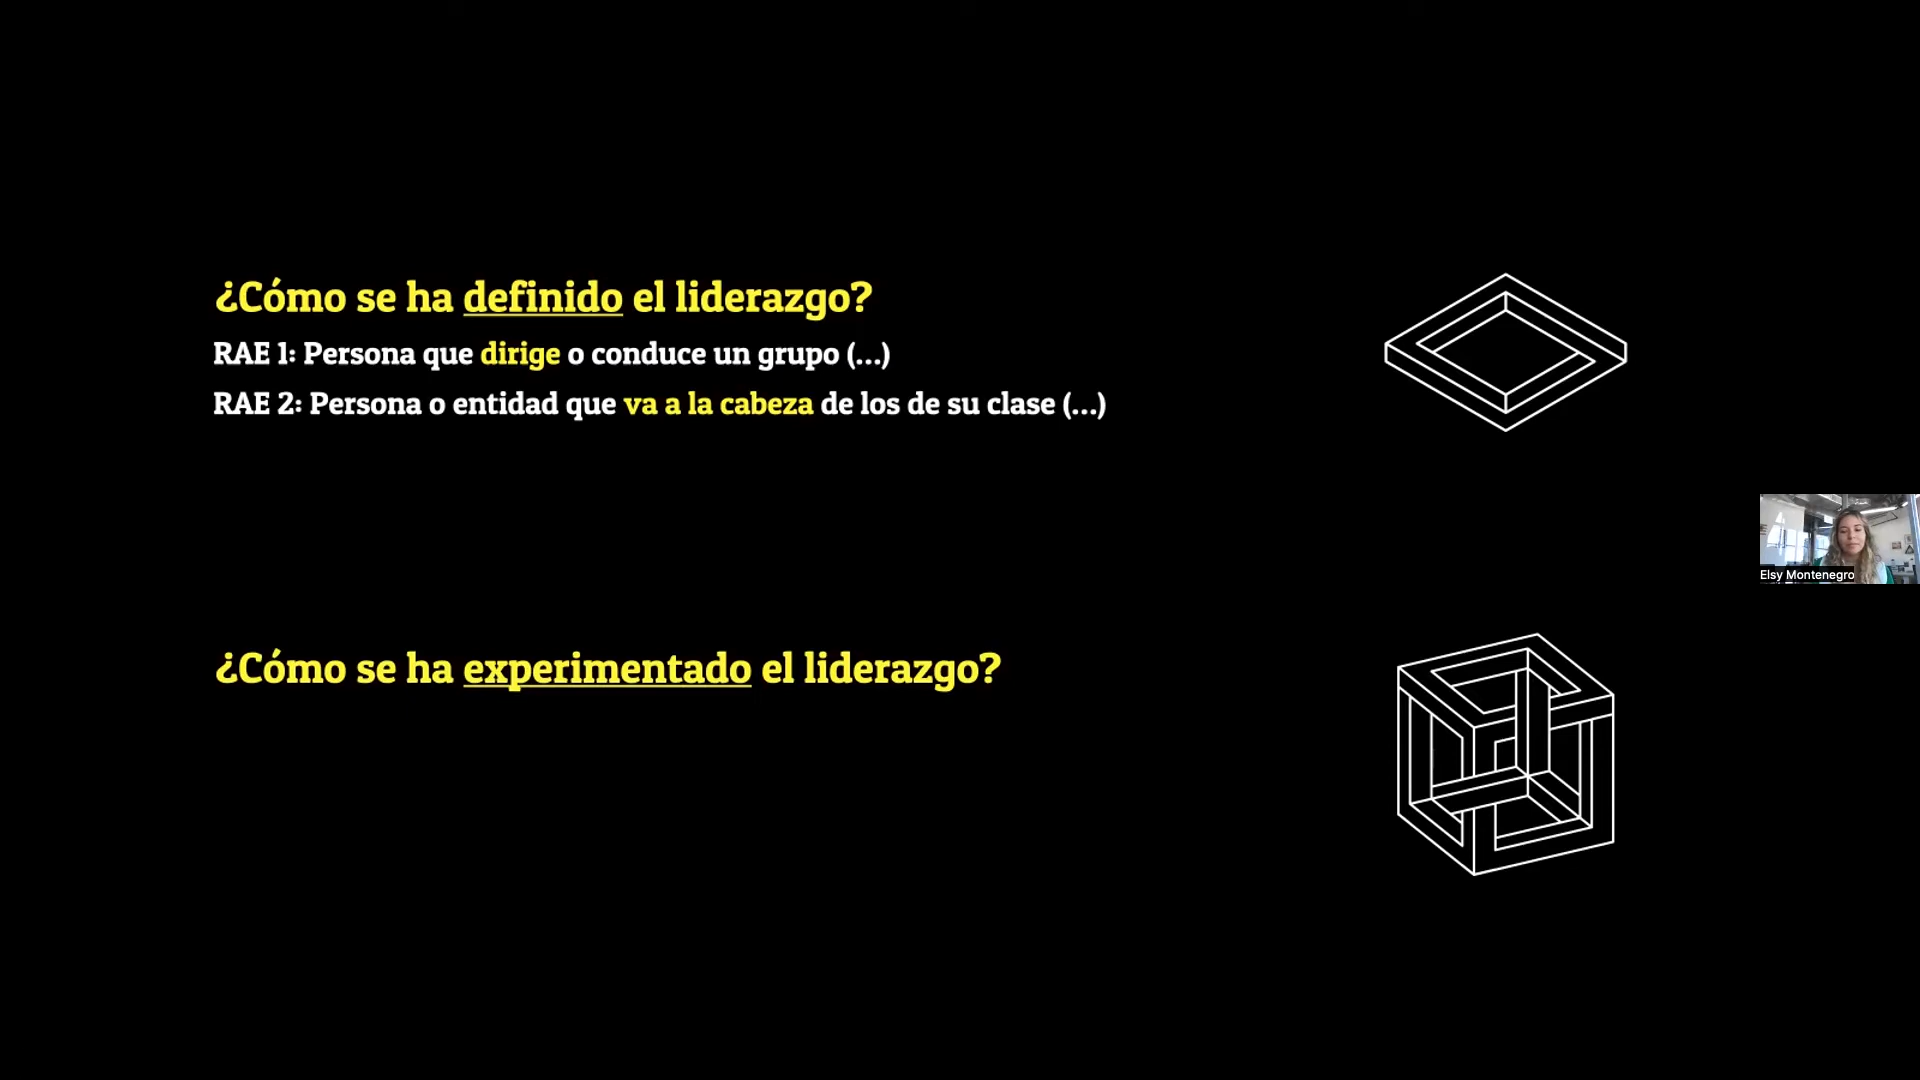 ¿Cómo se ha definido el liderazgo?
RAE 1: Persona que dirige o conduce un grupo (...)
RAE 2: Persona o entidad que va a la cabeza de los de su clase (...)
Elsy Montenegro
¿Cómo se ha experimentado el liderazgo?